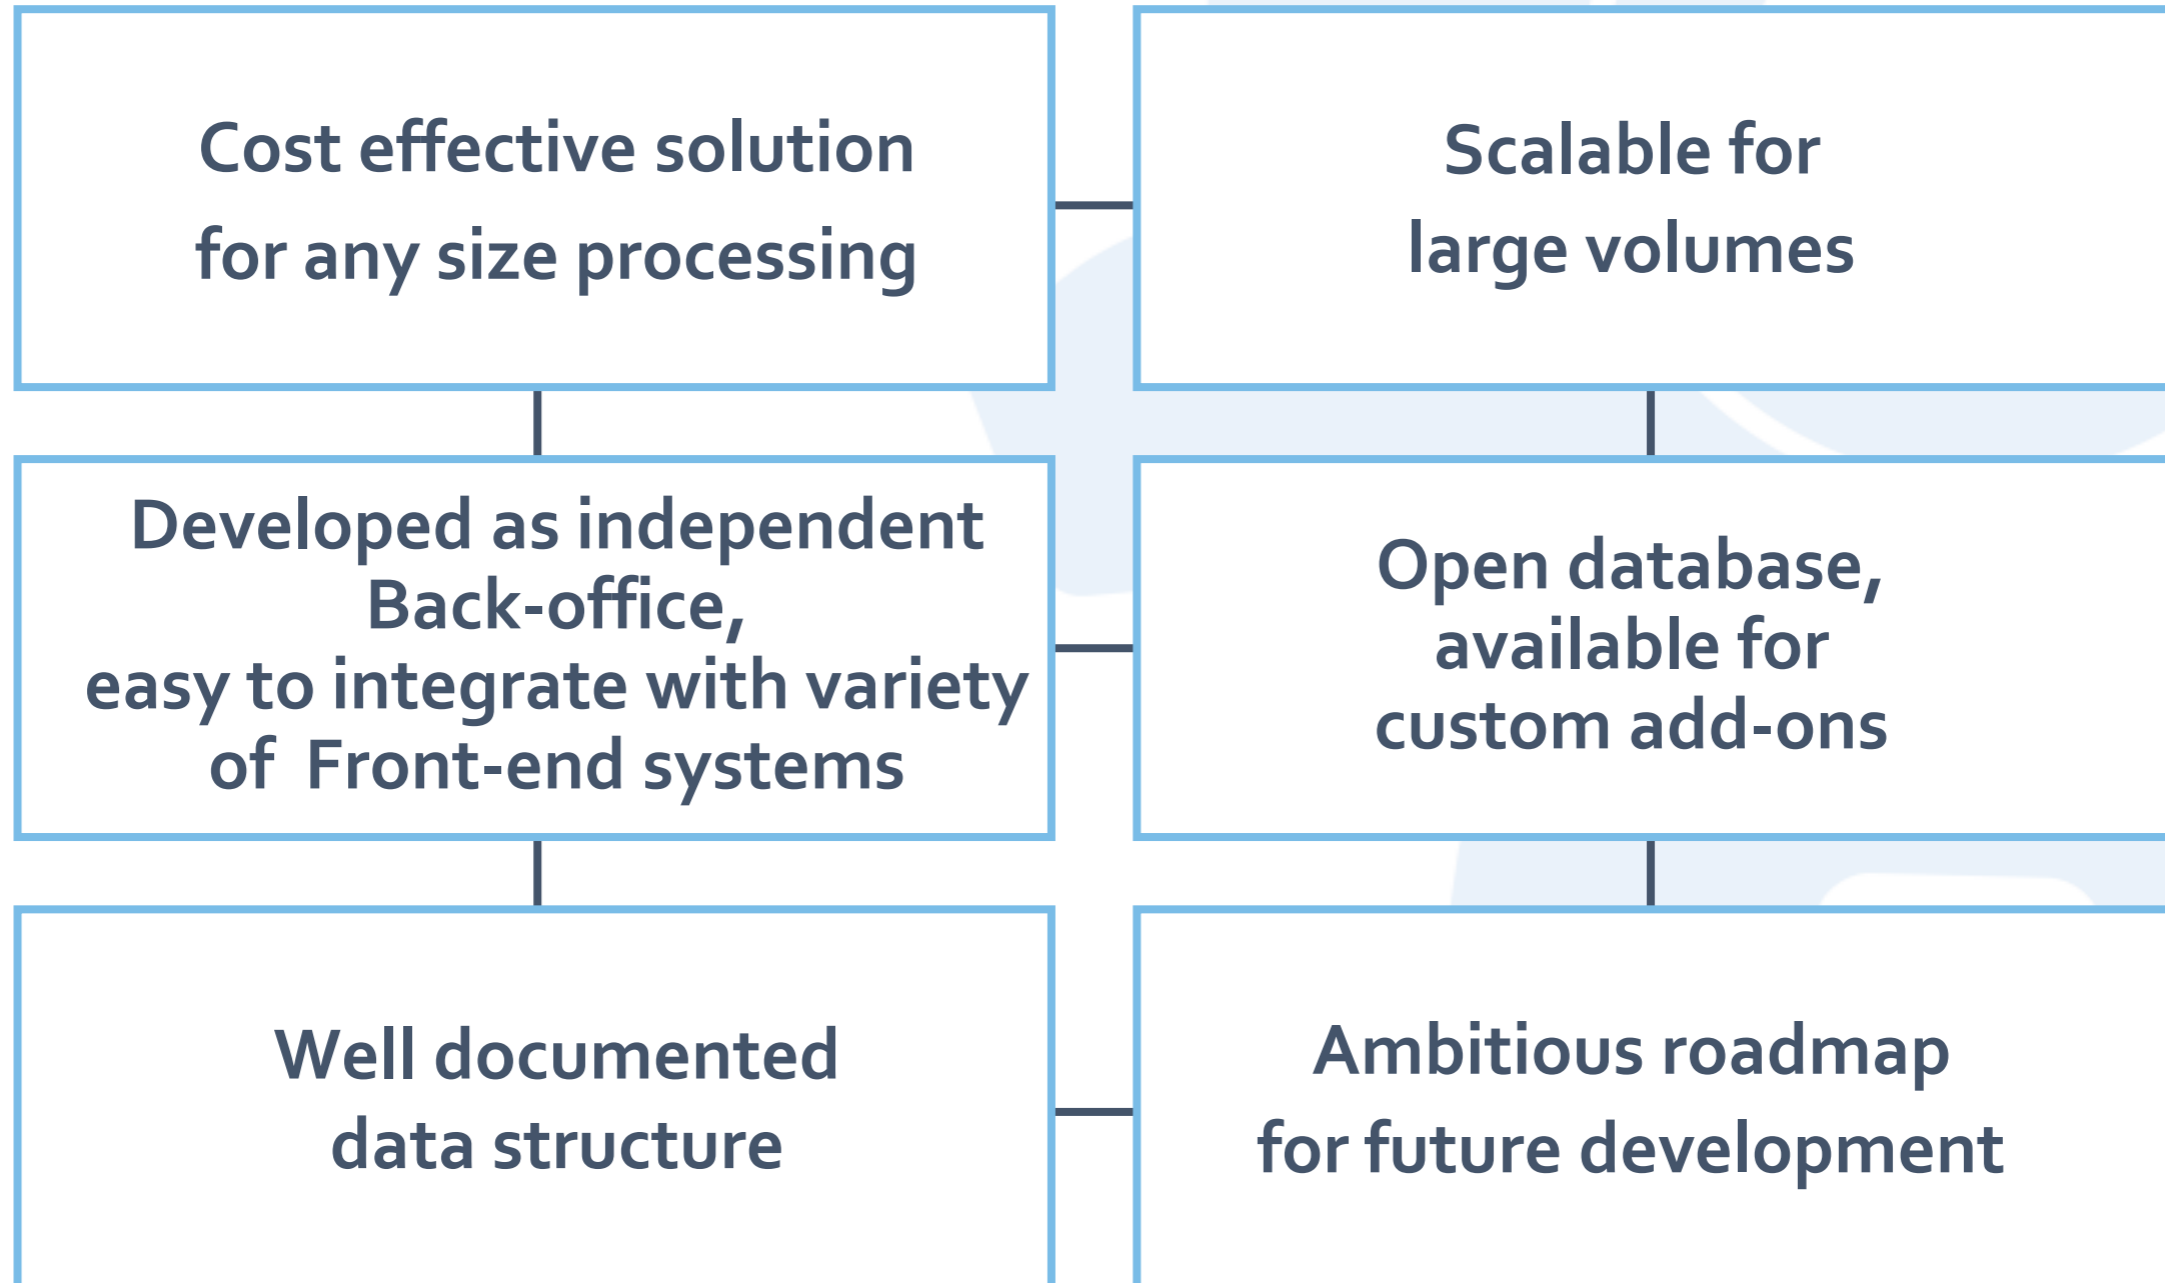 Cost effective solution
for any size processing
Scalable for
large volumes
Developed as independent
Back-office,
easy to integrate with variety
of  Front-end systems
Open database,
available for
custom add-ons
Well documented
data structure
Ambitious roadmap
for future development